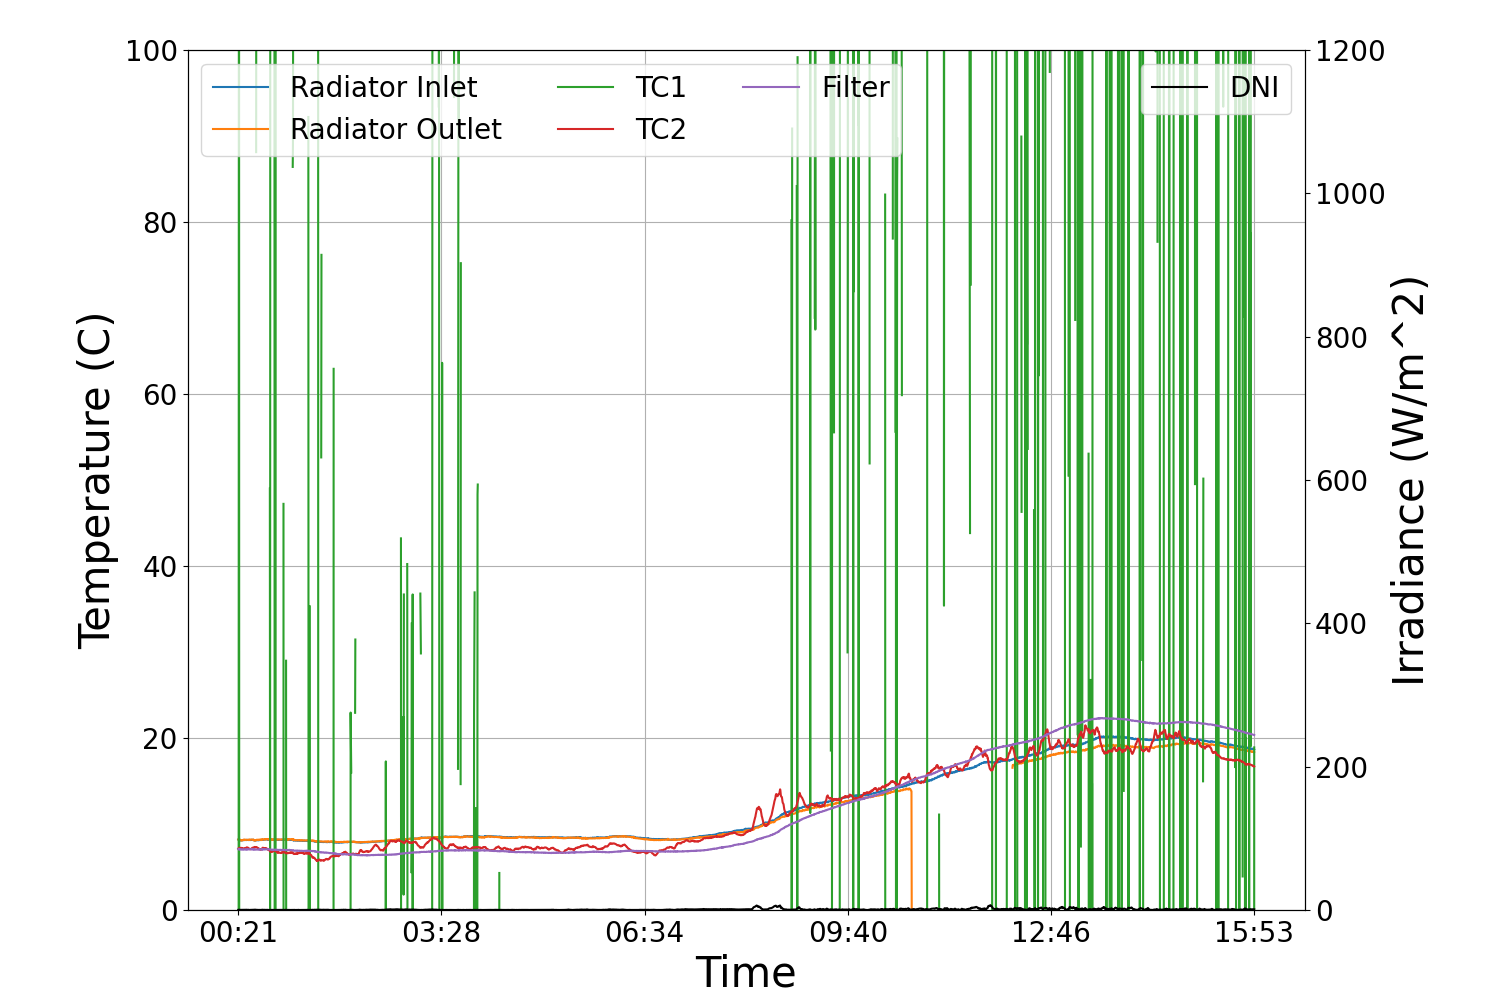 100
80
60
40
20
0
Temperature (C)
Radiator Inlet
Radiator Outlet
TC1
TC2
Filter
DNI
1200
1000
800
600
400
200
0
Irradiance (W/m^2)
00:21
03:28
06:34
09:40
12:46
15:53
Time